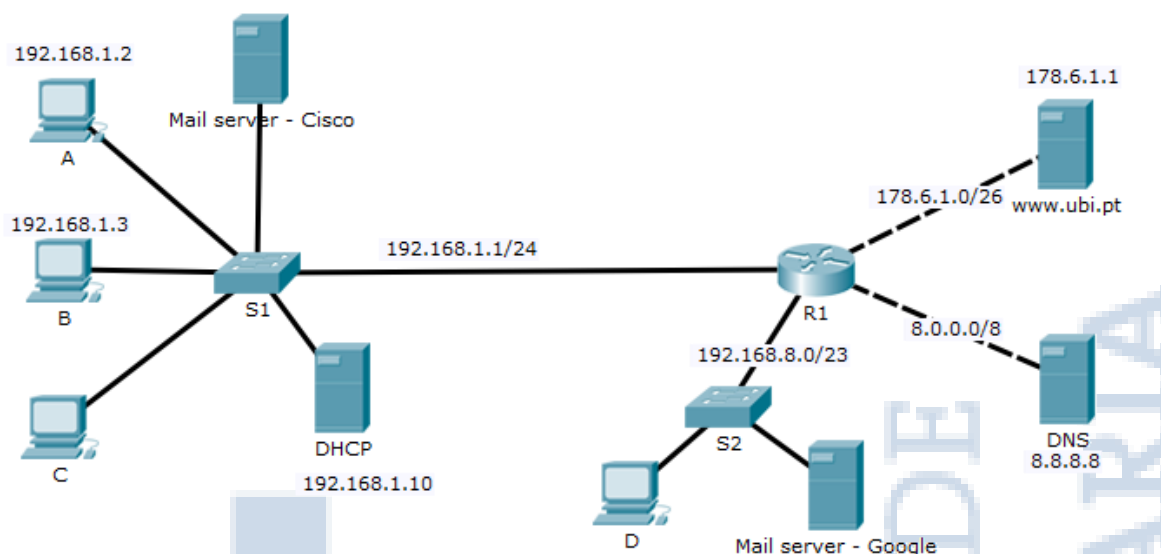 192.168.1.2
A
Mail server - Cisco
192.168.1.3
B
S1
192.168.1.1/24
C
DHCP
192.168.1.10
R1
178.6.1.1
178.6.1.0/26
www.ubi.pt
8.0.0.0/8
DNS
8.8.8.8
192.168.8.0/23
S2
D
Mail server - Google
DE
ARIA